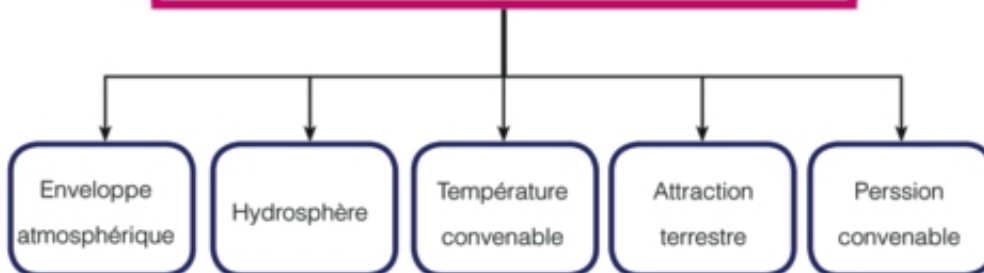 Enveloppe
atmosphérique
Hydrosphère
Température
convenable
Attraction
terrestre
Perssion
convenable